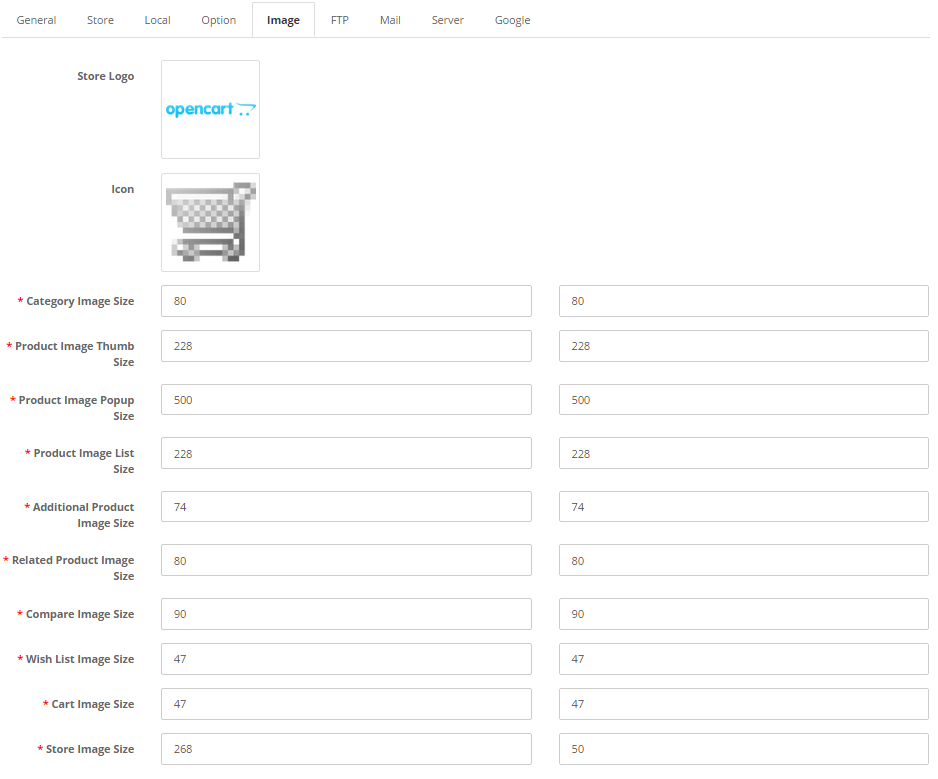 General Store Local Option Image FTP Mail Server Google
Store Logo
opencart
Icon
* Category Image Size 80 80
* Product Image Thumb 228 228
Size
* Product Image Popup 500 500
Size
* Product Image List 228 228
Size
* Additional Product 74 74
Image Size
* Related Product Image 80 80
Size
* Compare Image Size 90 90
* Wish List Image Size 47 47
* Cart Image Size 47 47
* Store Image Size 268 50